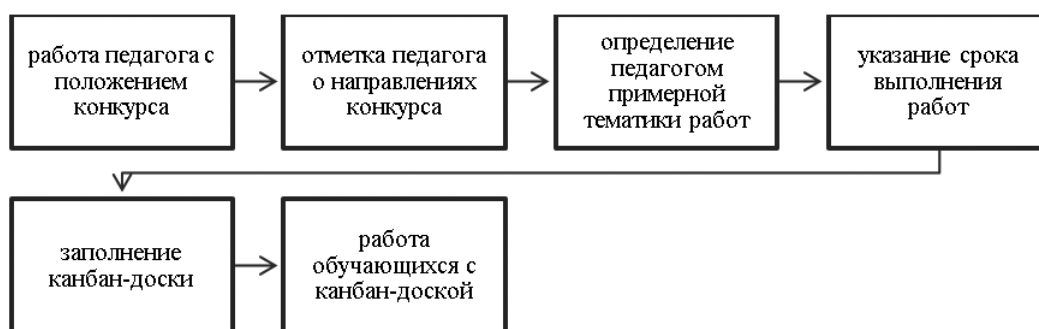 работа педагога с
положением
конкурса
отметка педагога
о направлениях
конкурса
определение
педагогом
примерной
тематики работ
указание срока
выполнения
работ
заполнение
канбан-доски
работа
обучающихся с
канбан-доской